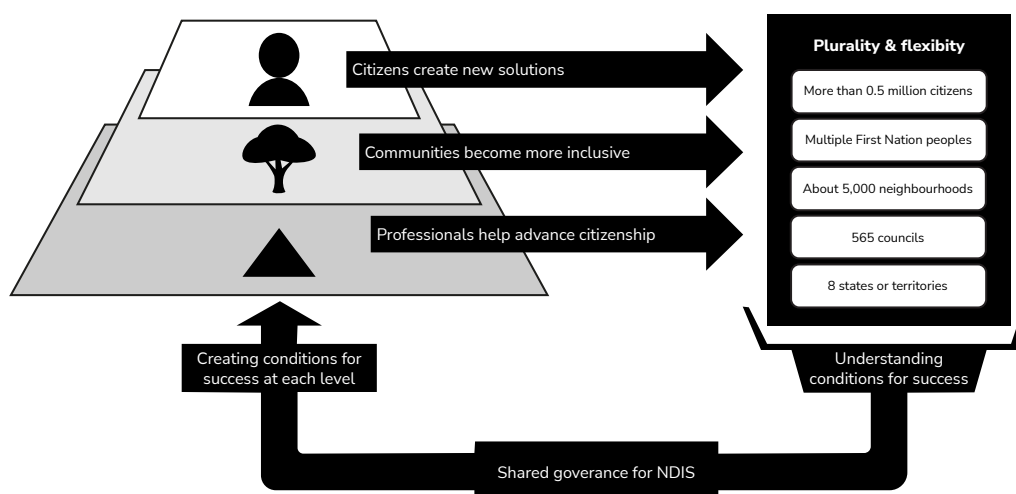 Plurality & flexibity
Citizens create new solutions
More than 0.5 million citizens
Multiple First Nation peoples
Communities become more inclusive
About 5,000 neighbourhoods
Professionals help advance citizenship
565 councils
8 states or territories
Creating conditions for
success at each level
Understanding
conditions for success
Shared goverance for NDIS